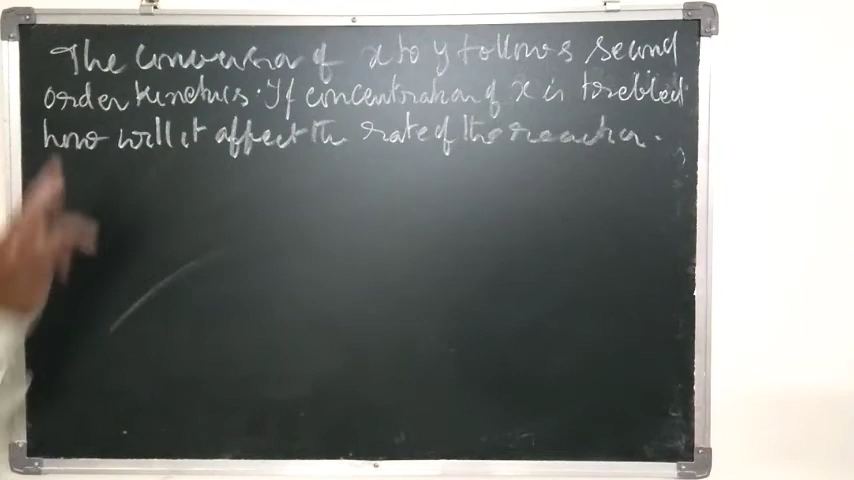 The conversion of x to y follows second
order kinetics. If concentration of x is trebled
how will it affect the rate of the reaction.